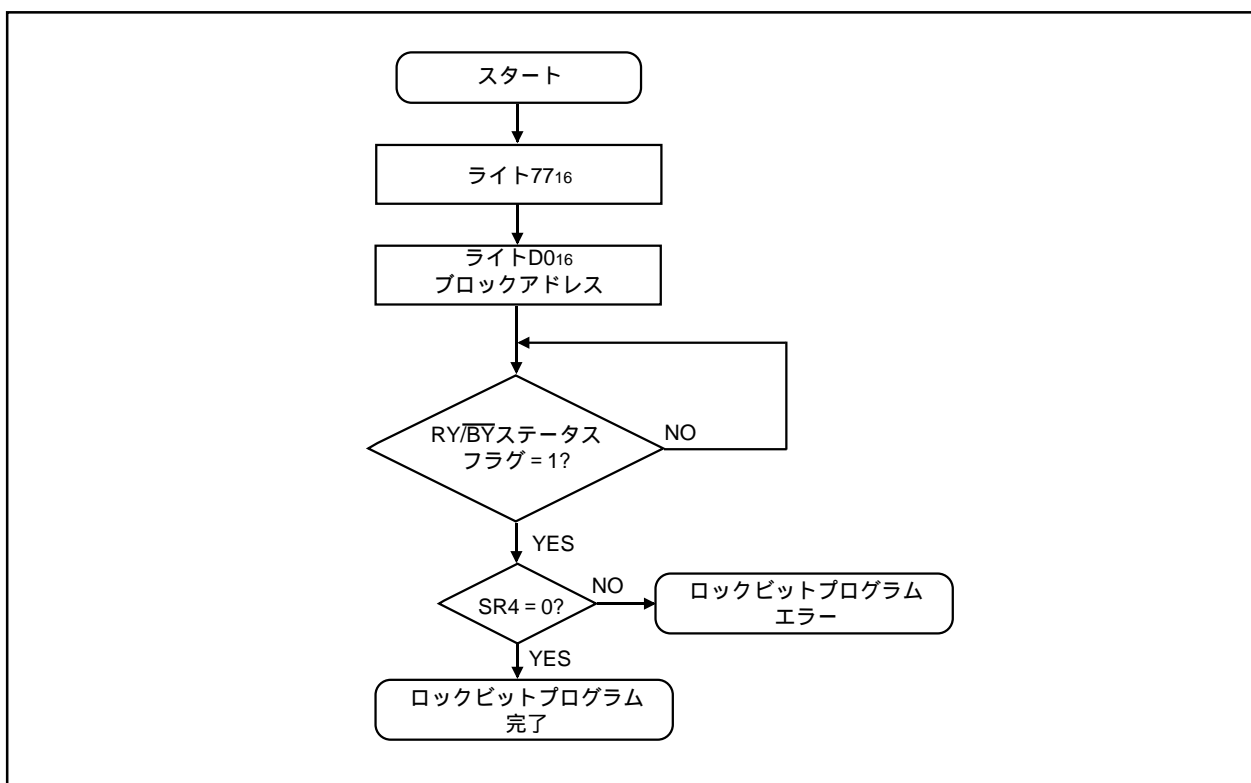 スタート
ライト7716
ライトD016
ブロックアドレス
RY/BYステータス
フラグ = 1?
NO
YES
SR4 = 0?
NO
ロックビットプログラム
エラー
YES
ロックビットプログラム
完了